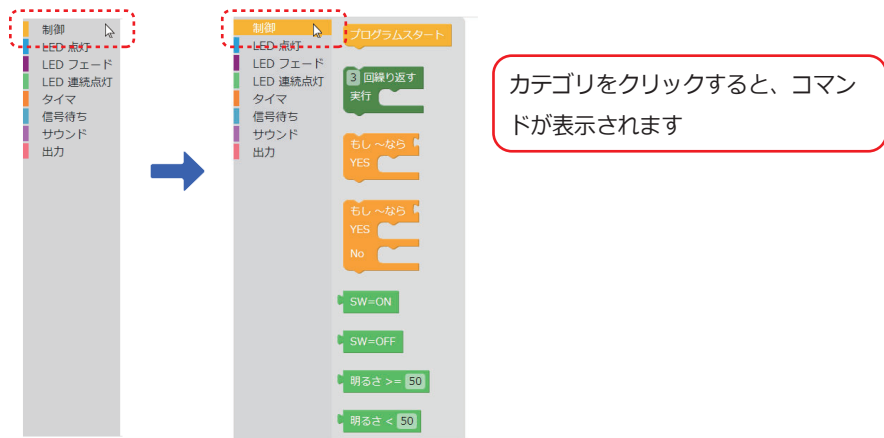 制御
LED 点灯
LED フェード
LED 連続点灯
タイマ
信号待ち
サウンド
出力
制御
LED 点灯
LED フェード
LED 連続点灯
タイマ
信号待ち
サウンド
出力
プログラムスタート
3 回繰り返す
実行
もし ～なら
YES
もし ～なら
YES
No
SW=ON
SW=OFF
明るさ >= 50
明るさ < 50
カテゴリをクリックすると、コマン
ドが表示されます